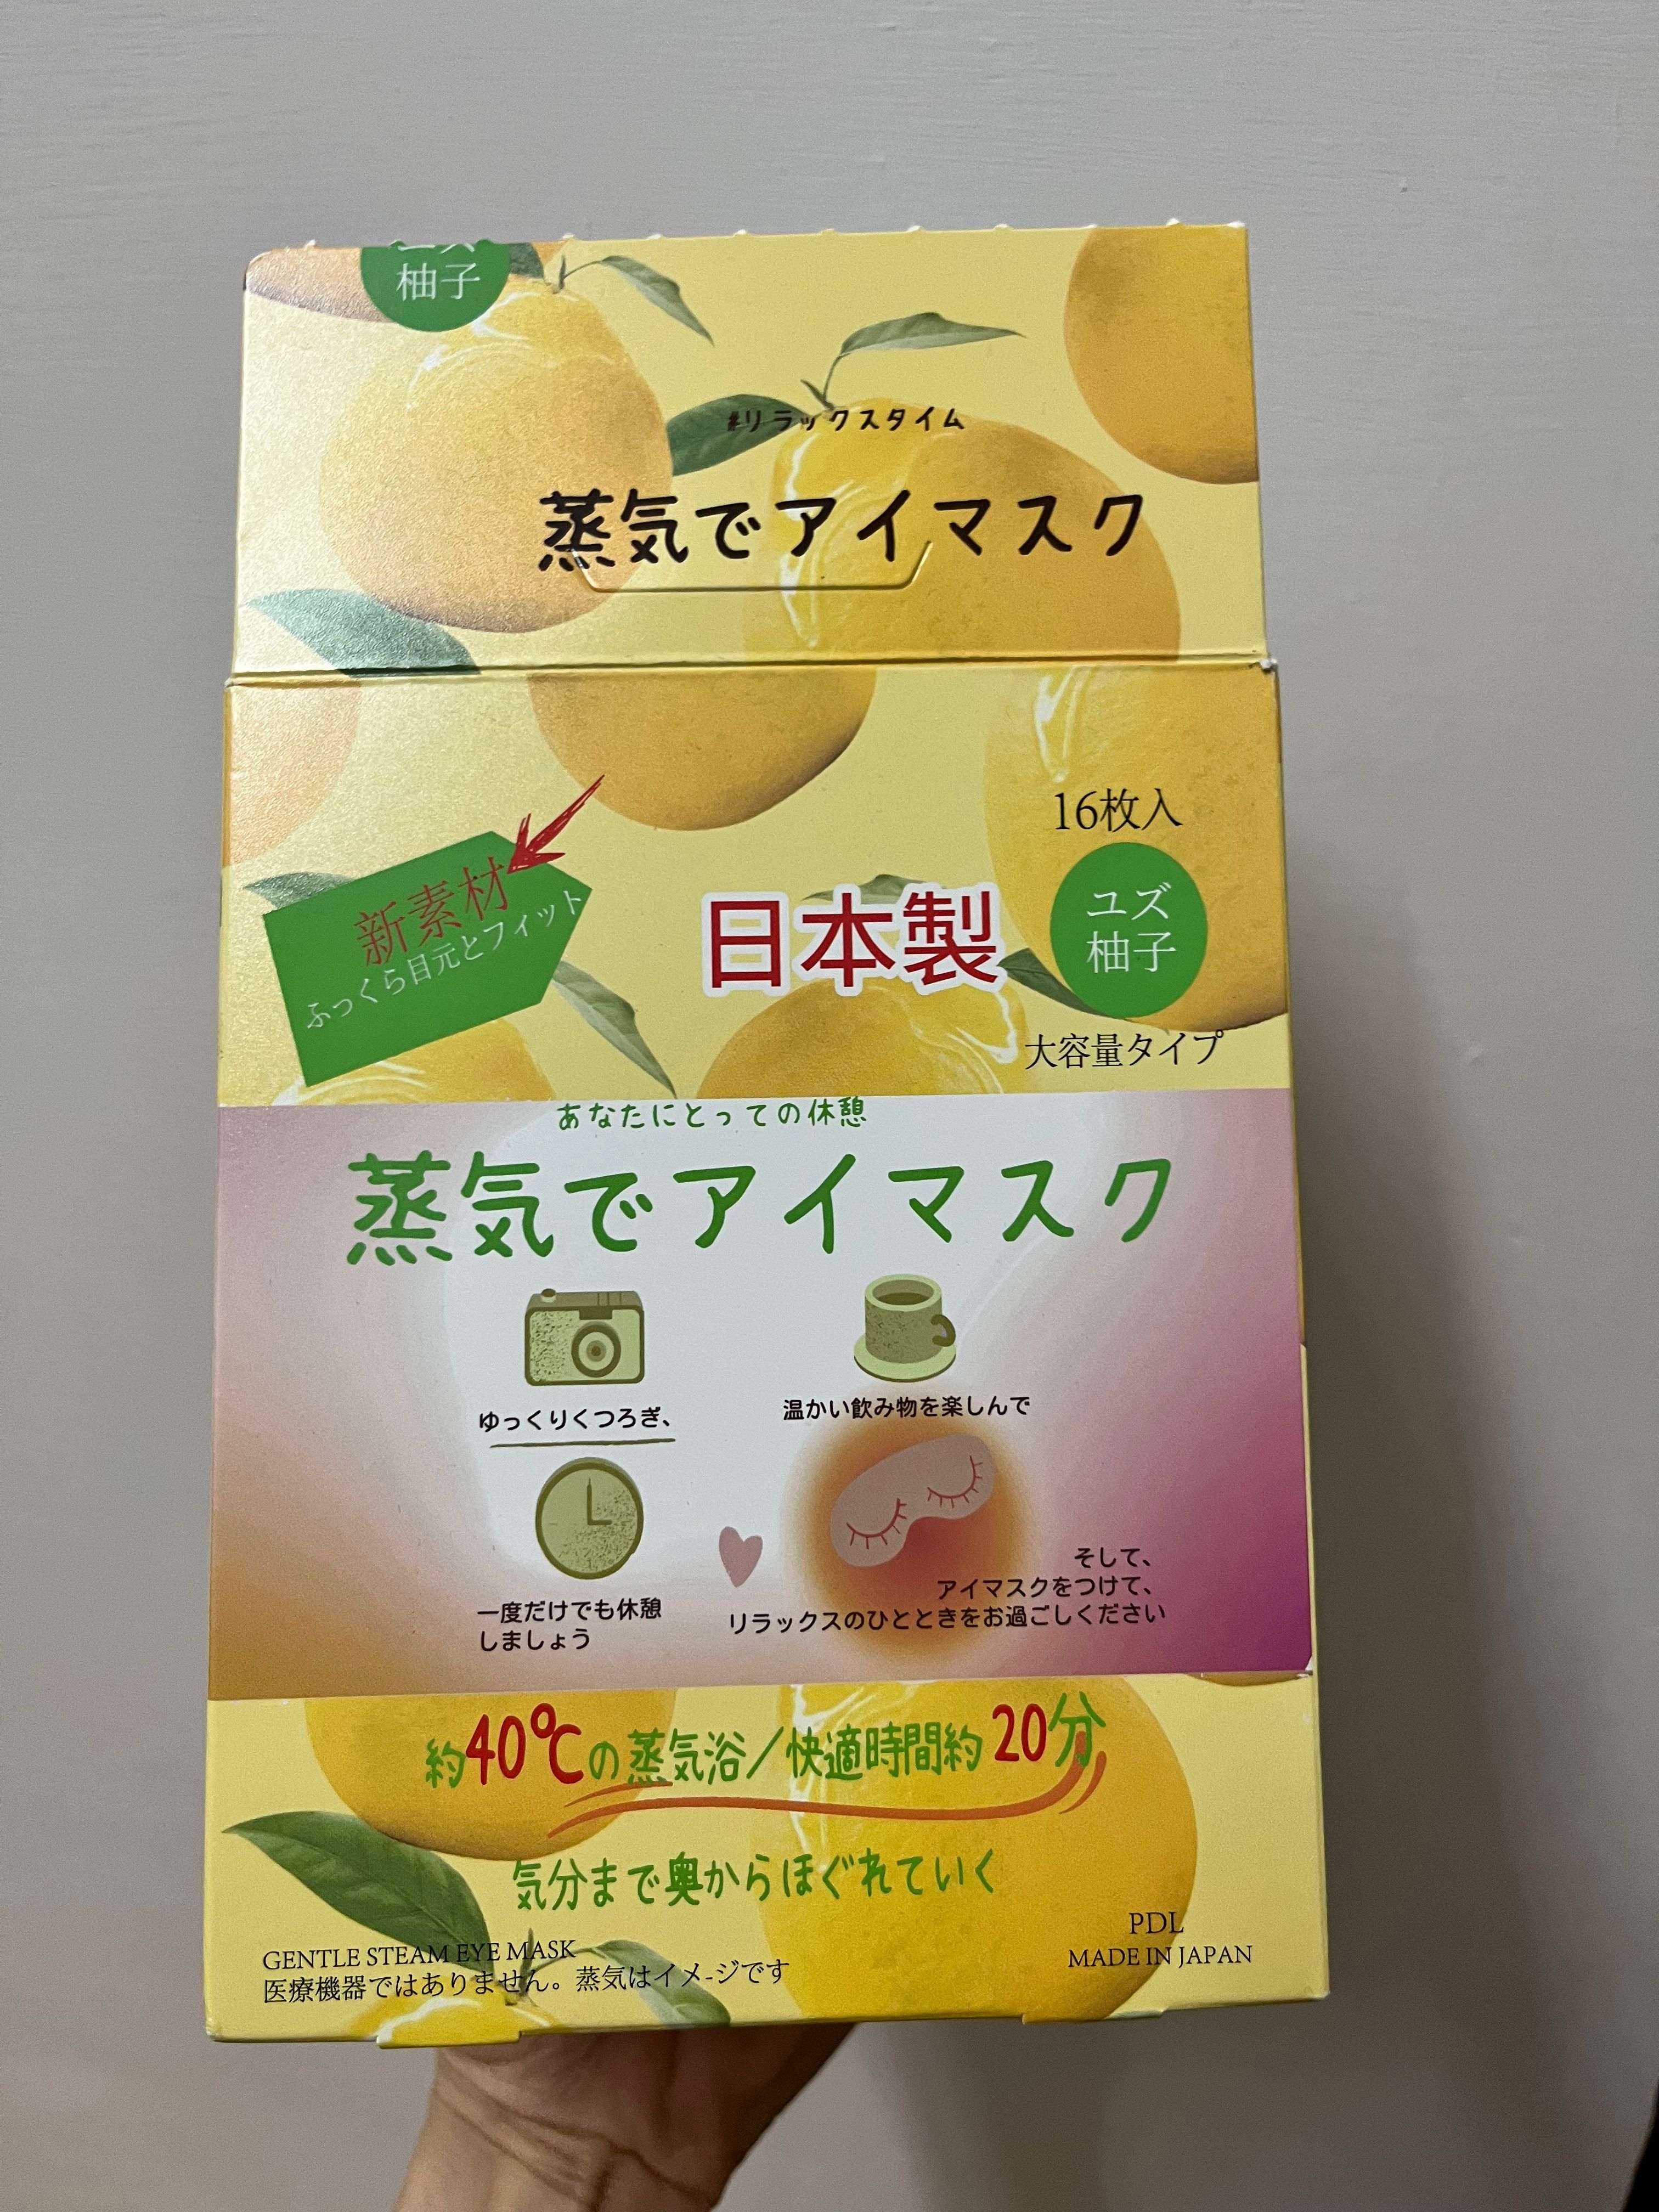 柚子
#リラックスタイム
蒸気でアイマスク
新素材
ふっくら目元とフィット
日本製
16枚入
ユズ
柚子
大容量タイプ
あなたにとっての休憩
蒸気でアイマスク
ゆっくりくつろぎ、
温かい飲み物を楽しんで
一度だけでも休憩
しましょう
そして、
アイマスクをつけて、
リラックスのひとときをお過ごしください
約40℃の蒸気浴/快適時間約20分
気分まで奥からほぐれていく
GENTLE STEAM EYE MASK
医療機器ではありません。蒸気はイメ-ジです
PDL
MADE IN JAPAN